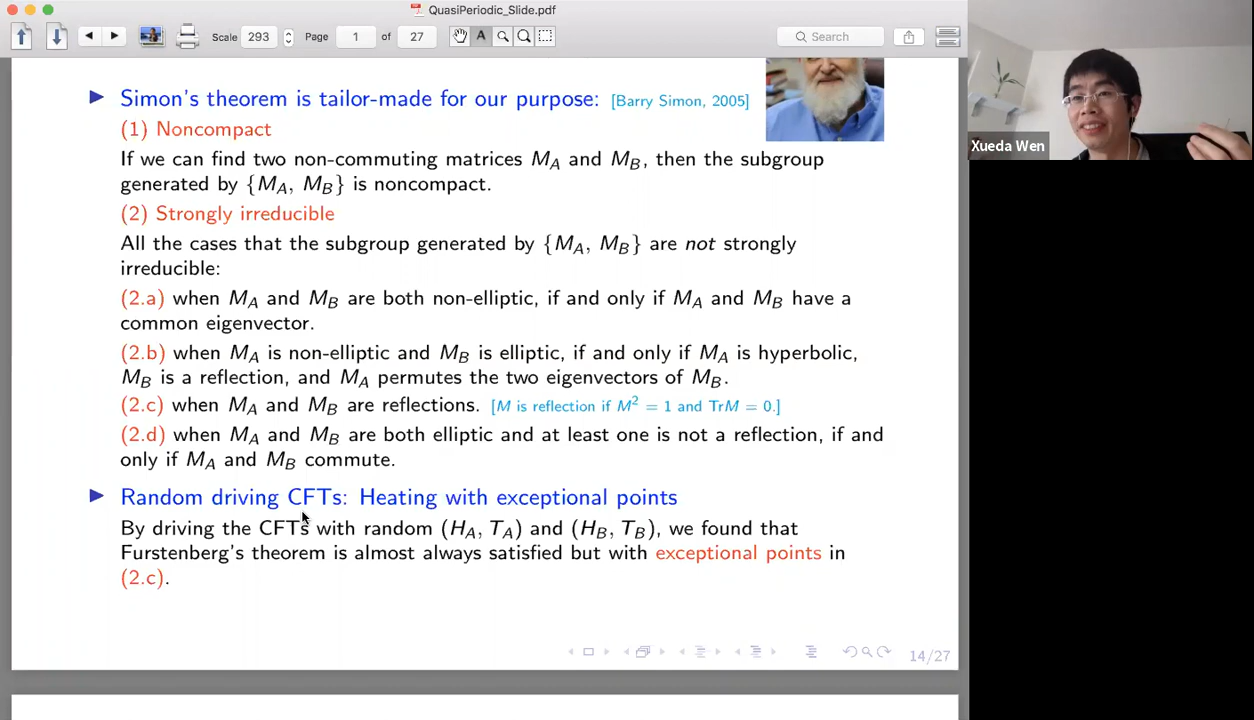 QuasiPeriodic_Slide.pdf
Scale 293 Page 1 of 27 A Search
▶ Simon's theorem is tailor-made for our purpose: [Barry Simon, 2005]
(1) Noncompact
If we can find two non-commuting matrices M_A and M_B, then the subgroup
generated by {M_A, M_B} is noncompact.
(2) Strongly irreducible
All the cases that the subgroup generated by {M_A, M_B} are not strongly
irreducible:
(2.a) when M_A and M_B are both non-elliptic, if and only if M_A and M_B have a
common eigenvector.
(2.b) when M_A is non-elliptic and M_B is elliptic, if and only if M_A is hyperbolic,
M_B is a reflection, and M_A permutes the two eigenvectors of M_B.
(2.c) when M_A and M_B are reflections. [M is reflection if M² = 1 and TrM = 0.]
(2.d) when M_A and M_B are both elliptic and at least one is not a reflection, if and
only if M_A and M_B commute.
▶ Random driving CFTs: Heating with exceptional points
By driving the CFTs with random (H_A, T_A) and (H_B, T_B), we found that
Furstenberg's theorem is almost always satisfied but with exceptional points in
(2.c).
14/27
Xueda Wen